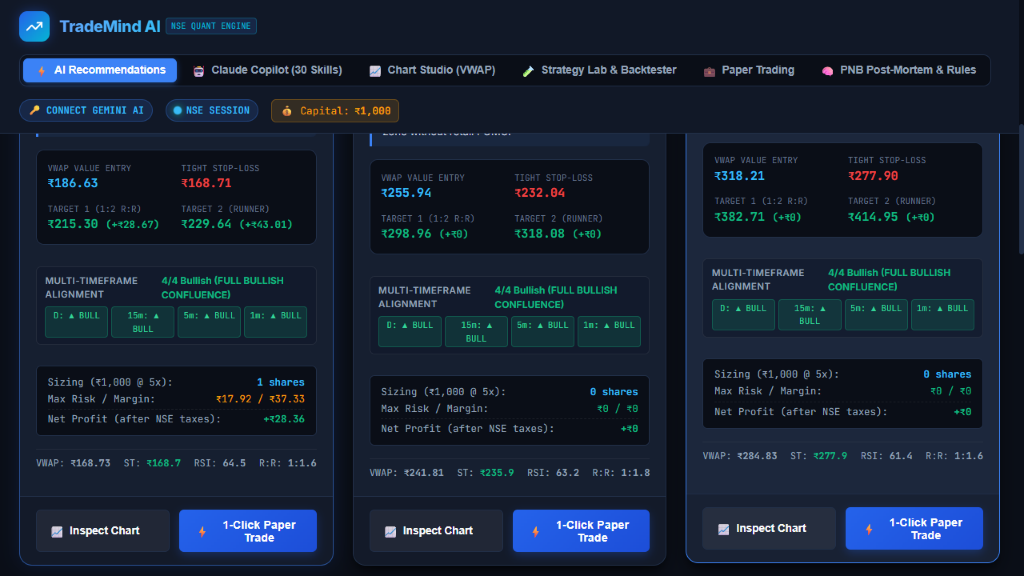 TradeMind AI NSE QUANT ENGINE
AI Recommendations Claude Copilot (30 Skills) Chart Studio (VWAP) Strategy Lab & Backtester Paper Trading PNB Post-Mortem & Rules
CONNECT GEMINI AI NSE SESSION Capital: ₹1,000
VWAP VALUE ENTRY TIGHT STOP-LOSS
₹186.63 ₹168.71
TARGET 1 (1:2 R:R) TARGET 2 (RUNNER)
₹215.30 (+₹28.67) ₹229.64 (+₹43.01)
MULTI-TIMEFRAME ALIGNMENT
4/4 Bullish (FULL BULLISH CONFLUENCE)
D: ▲ BULL 15m: ▲ BULL 5m: ▲ BULL 1m: ▲ BULL
Sizing (₹1,000 @ 5x): 1 shares
Max Risk / Margin: ₹17.92 / ₹37.33
Net Profit (after NSE taxes): +₹28.36
VWAP: ₹168.73 ST: ₹168.7 RSI: 64.5 R:R: 1:1.6
Inspect Chart
1-Click Paper Trade
VWAP VALUE ENTRY TIGHT STOP-LOSS
₹255.94 ₹232.04
TARGET 1 (1:2 R:R) TARGET 2 (RUNNER)
₹298.96 (+₹0) ₹318.08 (+₹0)
MULTI-TIMEFRAME ALIGNMENT
4/4 Bullish (FULL BULLISH CONFLUENCE)
D: ▲ BULL 15m: ▲ BULL 5m: ▲ BULL 1m: ▲ BULL
Sizing (₹1,000 @ 5x): 0 shares
Max Risk / Margin: ₹0 / ₹0
Net Profit (after NSE taxes): +₹0
VWAP: ₹241.81 ST: ₹235.9 RSI: 63.2 R:R: 1:1.8
Inspect Chart
1-Click Paper Trade
VWAP VALUE ENTRY TIGHT STOP-LOSS
₹318.21 ₹277.90
TARGET 1 (1:2 R:R) TARGET 2 (RUNNER)
₹382.71 (+₹0) ₹414.95 (+₹0)
MULTI-TIMEFRAME ALIGNMENT
4/4 Bullish (FULL BULLISH CONFLUENCE)
D: ▲ BULL 15m: ▲ BULL 5m: ▲ BULL 1m: ▲ BULL
Sizing (₹1,000 @ 5x): 0 shares
Max Risk / Margin: ₹0 / ₹0
Net Profit (after NSE taxes): +₹0
VWAP: ₹284.83 ST: ₹277.9 RSI: 61.4 R:R: 1:1.6
Inspect Chart
1-Click Paper Trade